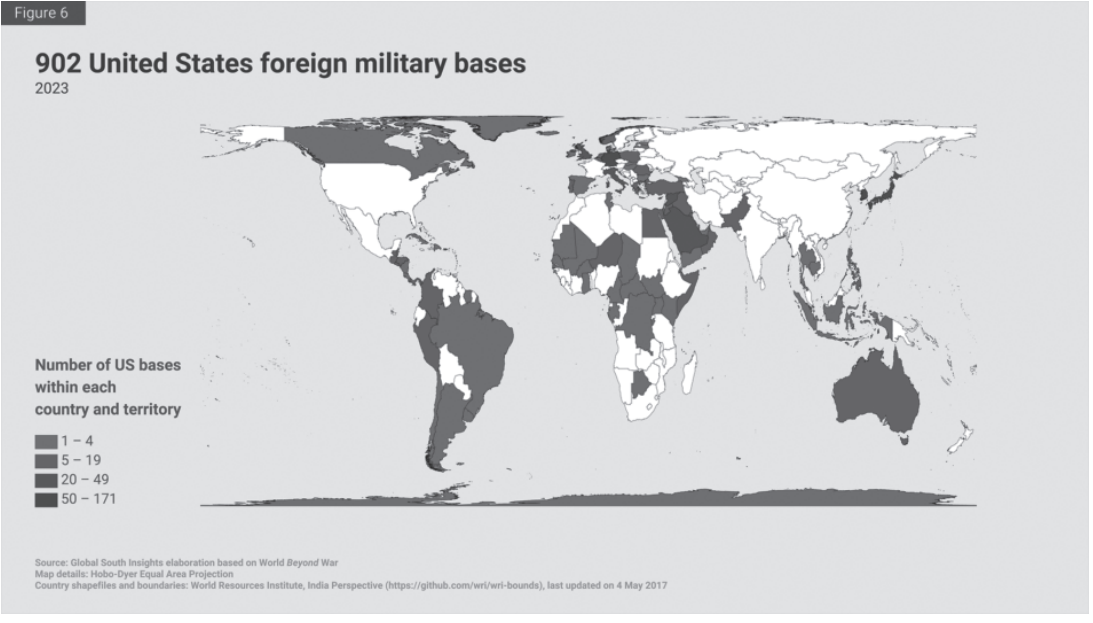 Figure 6
902 United States foreign military bases
2023
Number of US bases
within each
country and territory
1 – 4
5 – 19
20 – 49
50 – 171
Source: Global South Insights elaboration based on World Beyond War
Map details: Hobo-Dyer Equal Area Projection
Country shapefiles and boundaries: World Resources Institute, India Perspective (https://github.com/wri/wri-bounds), last updated on 4 May 2017